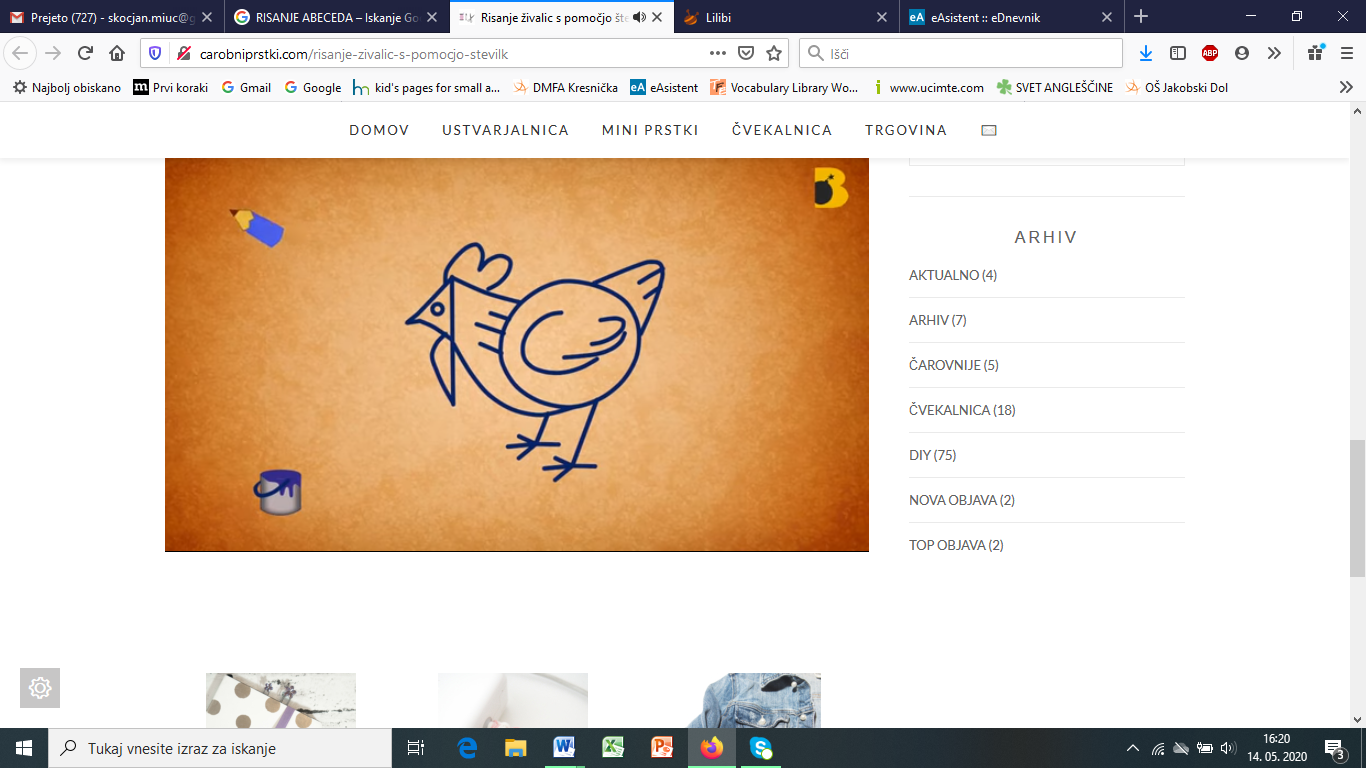 Prejeto (727) - skocjan.miuc@g
RISANJE ABECEDA – Iskanje Go
Risanje živalic s pomočjo šte
Lilibi
eAsistent :: eDnevnik
carobniprstki.com/risanje-zivalic-s-pomocjo-stevilk
Išči
ABP
Najbolj obiskano
Prvi koraki
Gmail
Google
kid's pages for small a...
DMFA Kresnička
eAsistent
Vocabulary Library Wo...
www.ucimte.com
SVET ANGLEŠČINE
OŠ Jakobski Dol
DOMOV
USTVARJALNICA
MINI PRSTKI
ČVEKALNICA
TRGOVINA
B
ARHIV
AKTUALNO (4)
ARHIV (7)
ČAROVNIJE (5)
ČVEKALNICA (18)
DIY (75)
NOVA OBJAVA (2)
TOP OBJAVA (2)
Tukaj vnesite izraz za iskanje
16:20
14. 05. 2020
3